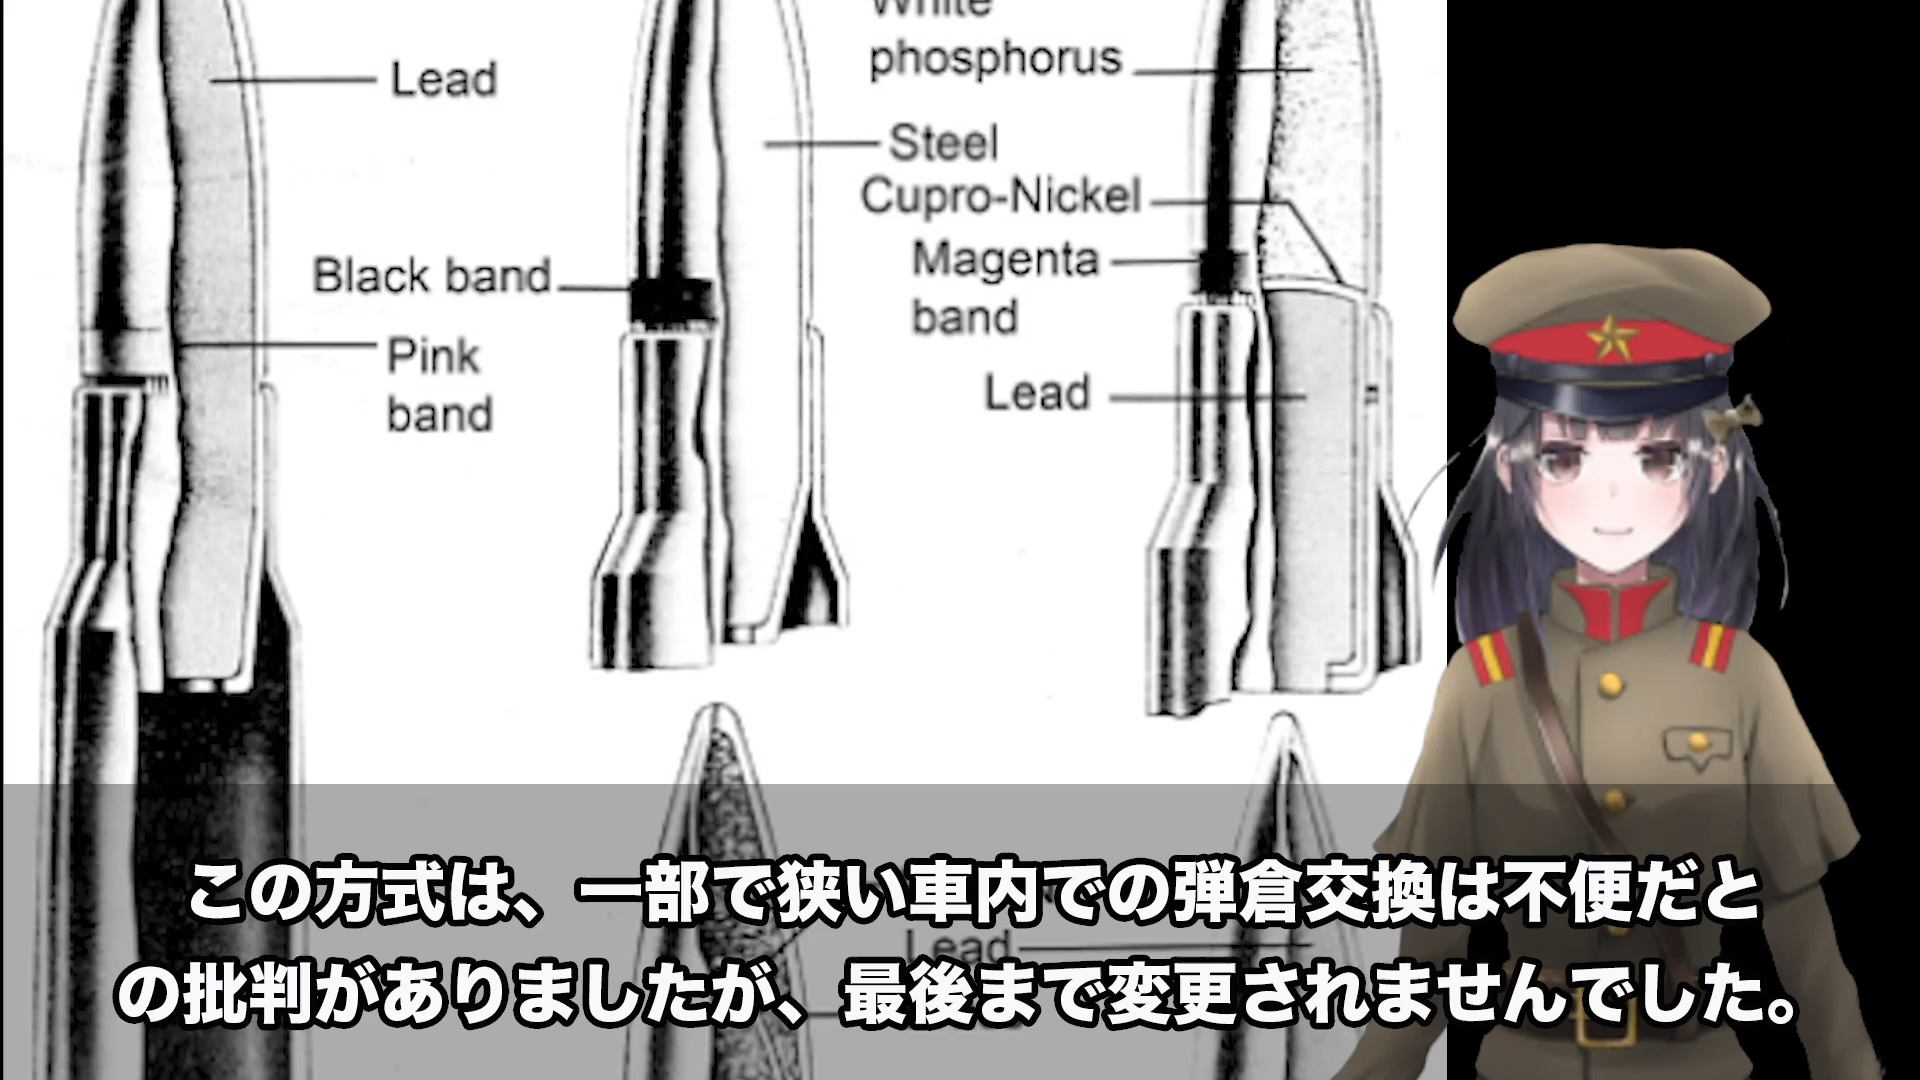 White
phosphorus
Lead
Steel
Cupro-Nickel
Black band
Magenta
band
Pink
band
Lead
Lead
この方式は、一部で狭い車内での弾倉交換は不便だと
の批判がありましたが、最後まで変更されませんでした。